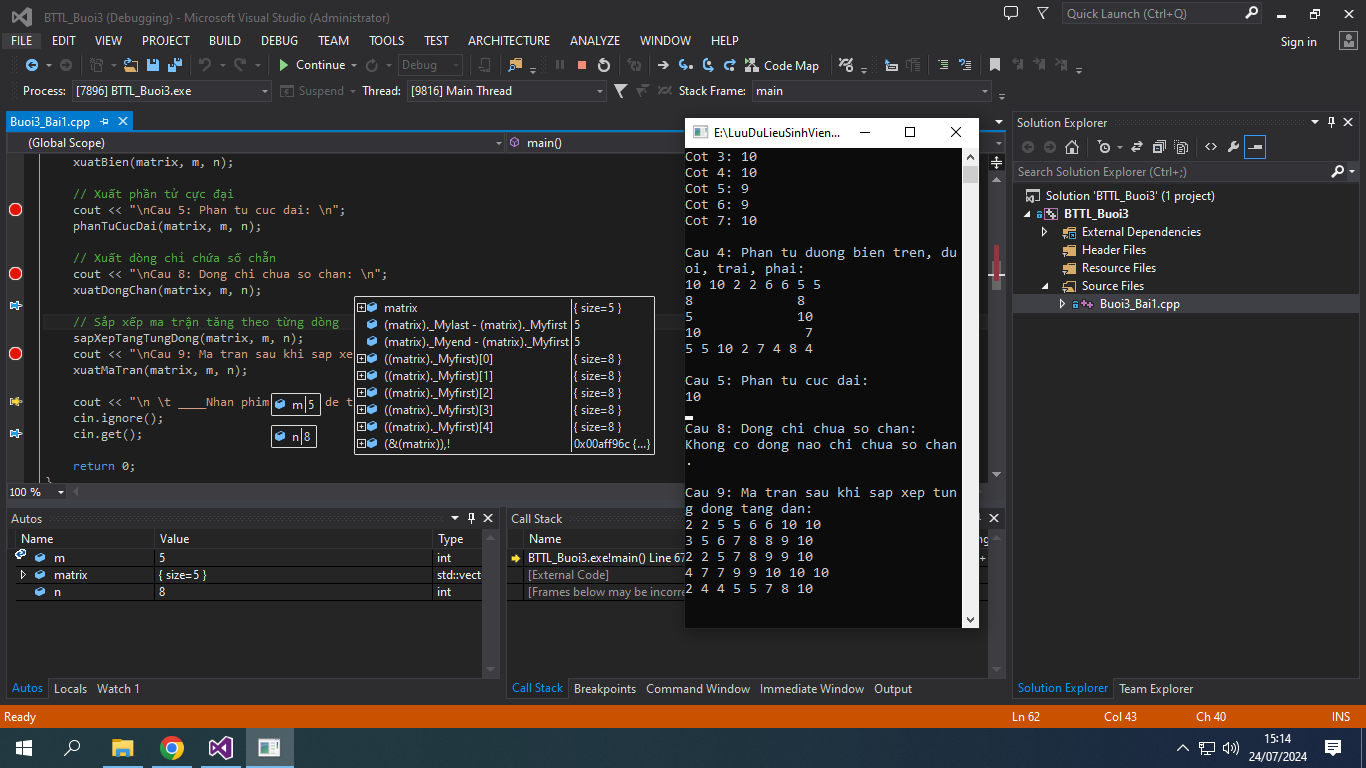 BTTL_Buoi3 (Debugging) - Microsoft Visual Studio (Administrator)
Quick Launch (Ctrl+Q)
FILE EDIT VIEW PROJECT BUILD DEBUG TEAM TOOLS TEST ARCHITECTURE ANALYZE WINDOW HELP
Sign in
Continue Debug Code Map
Process: [7896] BTTL_Buoi3.exe Suspend Thread: [9816] Main Thread Stack Frame: main
Buoi3_Bai1.cpp
(Global Scope) main()
xuatBien(matrix, m, n);
// Xuất phần tử cực đại
cout << "\nCau 5: Phan tu cuc dai: \n";
phanTuCucDai(matrix, m, n);
// Xuất dòng chỉ chứa số chẵn
cout << "\nCau 8: Dong chi chua so chan: \n";
xuatDongChan(matrix, m, n);
// Sắp xếp ma trận tăng theo từng dòng
sapXepTangTungDong(matrix, m, n);
cout << "\nCau 9: Ma tran sau khi sap xe
xuatMaTran(matrix, m, n);
cout << "\n \t ____Nhan phim
de t
cin.ignore();
cin.get();
return 0;
}
m 5
n 8
matrix { size=5 }
(matrix)._Mylast - (matrix)._Myfirst 5
(matrix)._Myend - (matrix)._Myfirst 5
((matrix)._Myfirst)[0] { size=8 }
((matrix)._Myfirst)[1] { size=8 }
((matrix)._Myfirst)[2] { size=8 }
((matrix)._Myfirst)[3] { size=8 }
((matrix)._Myfirst)[4] { size=8 }
(&(matrix)),! 0x00aff96c {...}
100 %
E:\LuuDuLieuSinhVien...
Cot 3: 10
Cot 4: 10
Cot 5: 9
Cot 6: 9
Cot 7: 10
Cau 4: Phan tu duong bien tren, du
oi, trai, phai:
10 10 2 2 6 6 5 5
8 8
5 10
10 7
5 5 10 2 7 4 8 4
Cau 5: Phan tu cuc dai:
10
Cau 8: Dong chi chua so chan:
Khong co dong nao chi chua so chan
.
Cau 9: Ma tran sau khi sap xep tun
g dong tang dan:
2 2 5 5 6 6 10 10
3 5 6 7 8 8 9 10
2 2 5 7 8 9 9 10
4 7 7 9 9 10 10 10
2 4 4 5 5 7 8 10
Solution Explorer
Search Solution Explorer (Ctrl+;)
Solution 'BTTL_Buoi3' (1 project)
BTTL_Buoi3
External Dependencies
Header Files
Resource Files
Source Files
Buoi3_Bai1.cpp
Autos
Name Value Type
m 5 int
matrix { size=5 } std::vect
n 8 int
Autos Locals Watch 1
Call Stack
Name
BTTL_Buoi3.exe!main() Line 67
[External Code]
[Frames below may be incorre
Call Stack Breakpoints Command Window Immediate Window Output
Solution Explorer Team Explorer
Ready Ln 62 Col 43 Ch 40 INS
15:14
24/07/2024